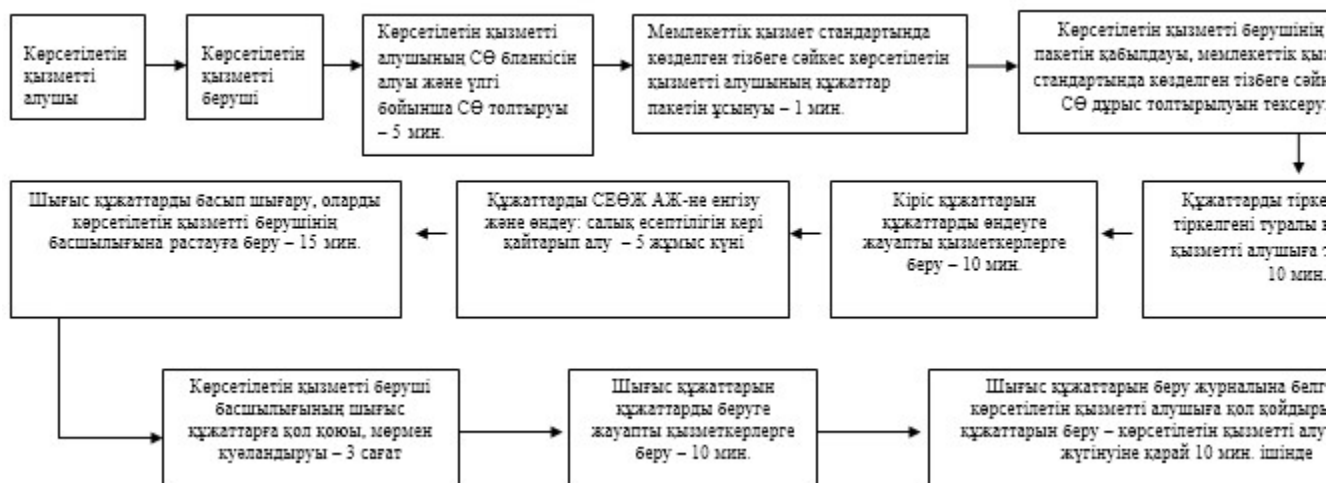 Көрсетілетін
қызметті
алушы
Көрсетілетін
қызметті
беруші
Көрсетілетін қызметті
алушының СӨ бланкісін
алуы және үлгі
бойынша СӨ толтыруы
– 5 мин.
Мемлекеттік қызмет стандартында
көзделген тізбеге сәйкес көрсетілетін
қызметті алушының құжаттар
пакетін ұсынуы – 1 мин.
Көрсетілетін қызметті берушінің
пакетін қабылдауы, мемлекеттік
стандартында көзделген тізбеге
СӨ дұрыс толтырылуын
Құжаттарды
тіркелгені туралы
қызметті алушыға
10 мин.
Кіріс құжаттарын
құжаттарды өңдеуге
жауапты қызметкерлерге
беру – 10 мин.
Құжаттарды СЕӨЖ АЖ-не енгізу
және өңдеу: салық есептілігін кері
қайтарып алу – 5 жұмыс күні
Шығыс құжаттарды басып шығару, оларды
көрсетілетін қызметті берушінің
басшылығына растауға беру – 15 мин.
Көрсетілетін қызметті беруші
басшылығының шығыс
құжаттарға қол қоюы, мөрмен
куәландыруы – 3 сағат
Шығыс құжаттарын
құжаттарды беруге
жауапты қызметкерлерге
беру – 10 мин.
Шығыс құжаттарын беру журналына
көрсетілетін қызметті алушыға қол
құжаттарын беру – көрсетілетін қызметті
жүгінуіне қарай 10 мин. ішінде